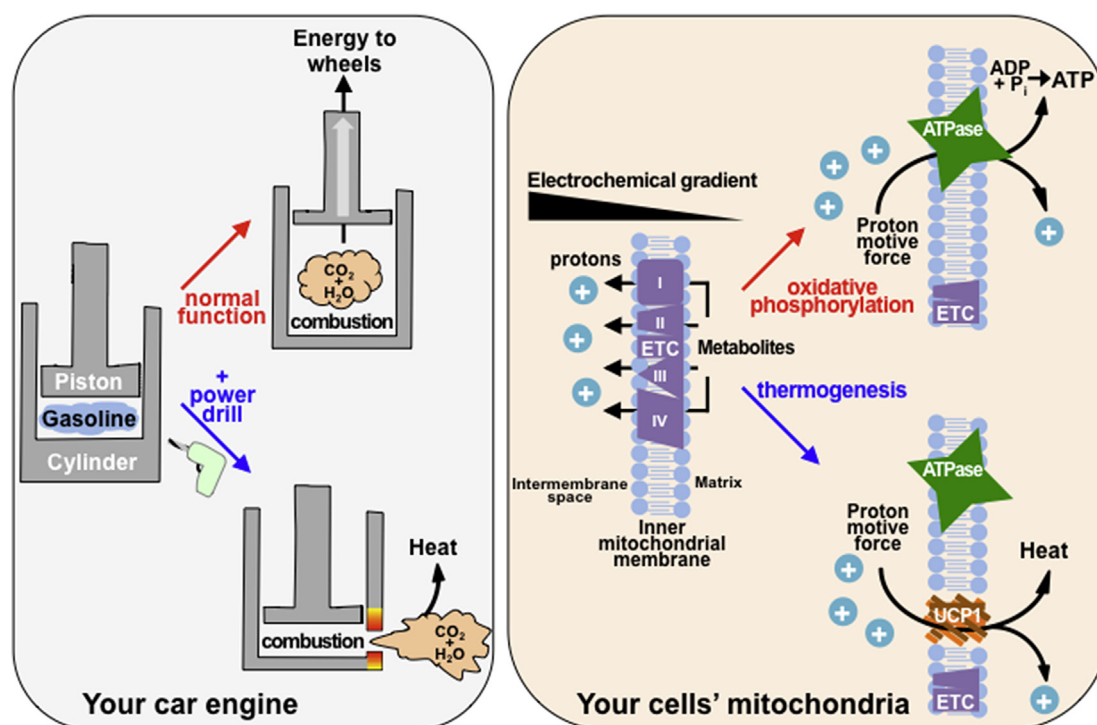 Energy to
wheels
CO2
+
H2O
combustion
normal
function
Piston
Gasoline
Cylinder
+
power
drill
Heat
combustion
CO2
+
H2O
Your car engine
ADP
+ Pi
ATP
ATPase
+
+
+
+
Electrochemical gradient
Proton
motive
force
protons
+
+
+
I
II
ETC
III
IV
Metabolites
oxidative
phosphorylation
ETC
thermogenesis
Intermembrane
space
Matrix
Inner
mitochondrial
membrane
ATPase
Proton
motive
force
Heat
+
+
+
UCP1
+
ETC
Your cells' mitochondria